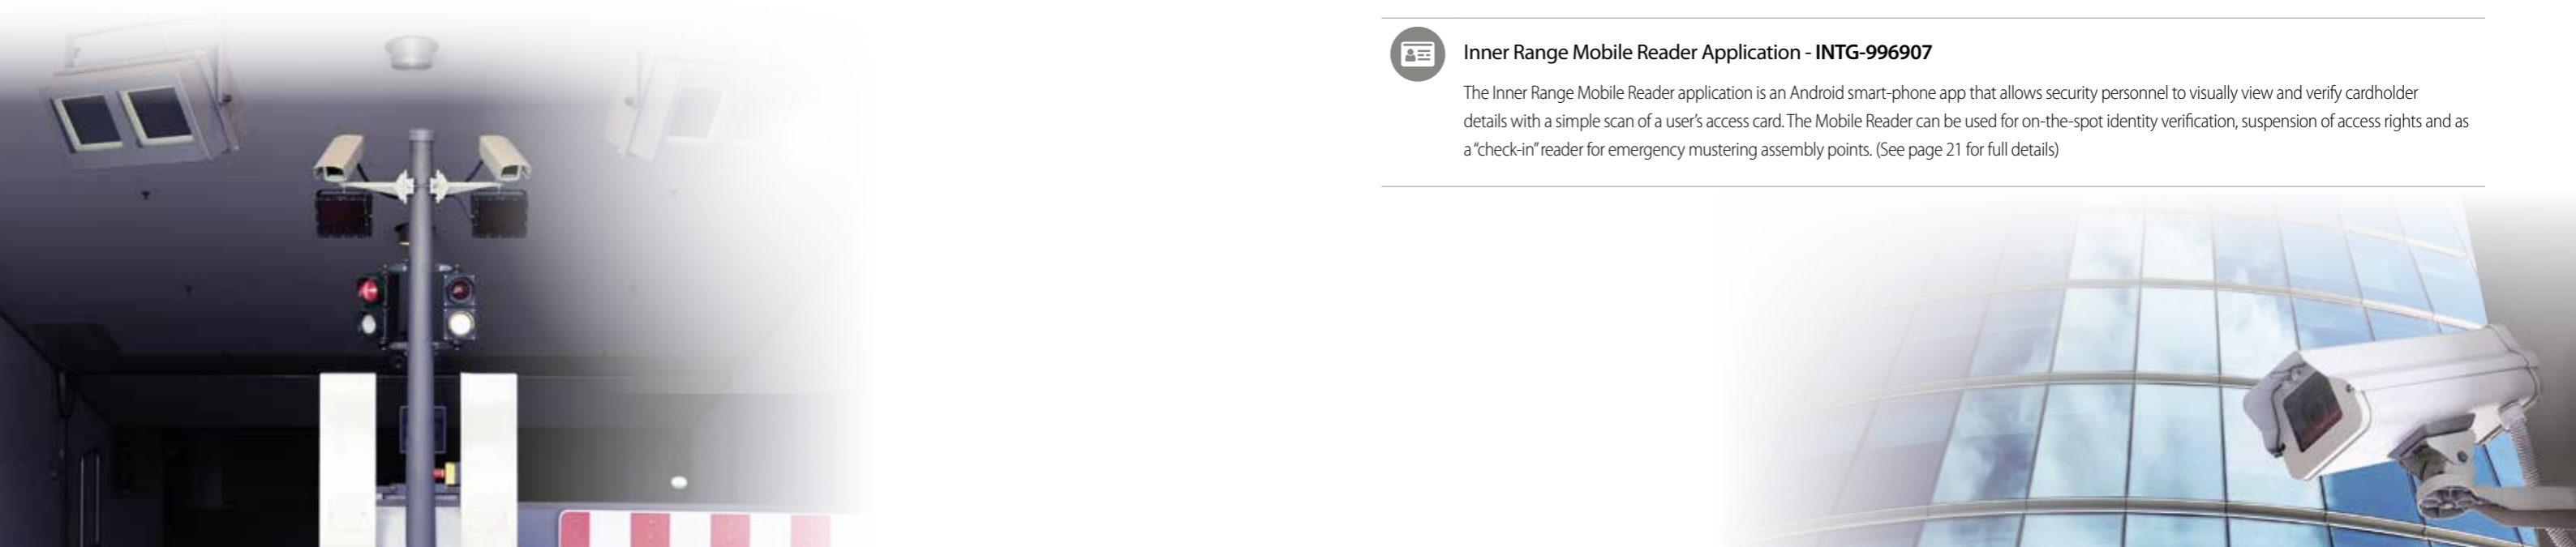 Inner Range Mobile Reader Application - INTG-996907
The Inner Range Mobile Reader application is an Android smart-phone app that allows security personnel to visually view and verify cardholder
details with a simple scan of a user's access card. The Mobile Reader can be used for on-the-spot identity verification, suspension of access rights and as
a "check-in" reader for emergency mustering assembly points. (See page 21 for full details)